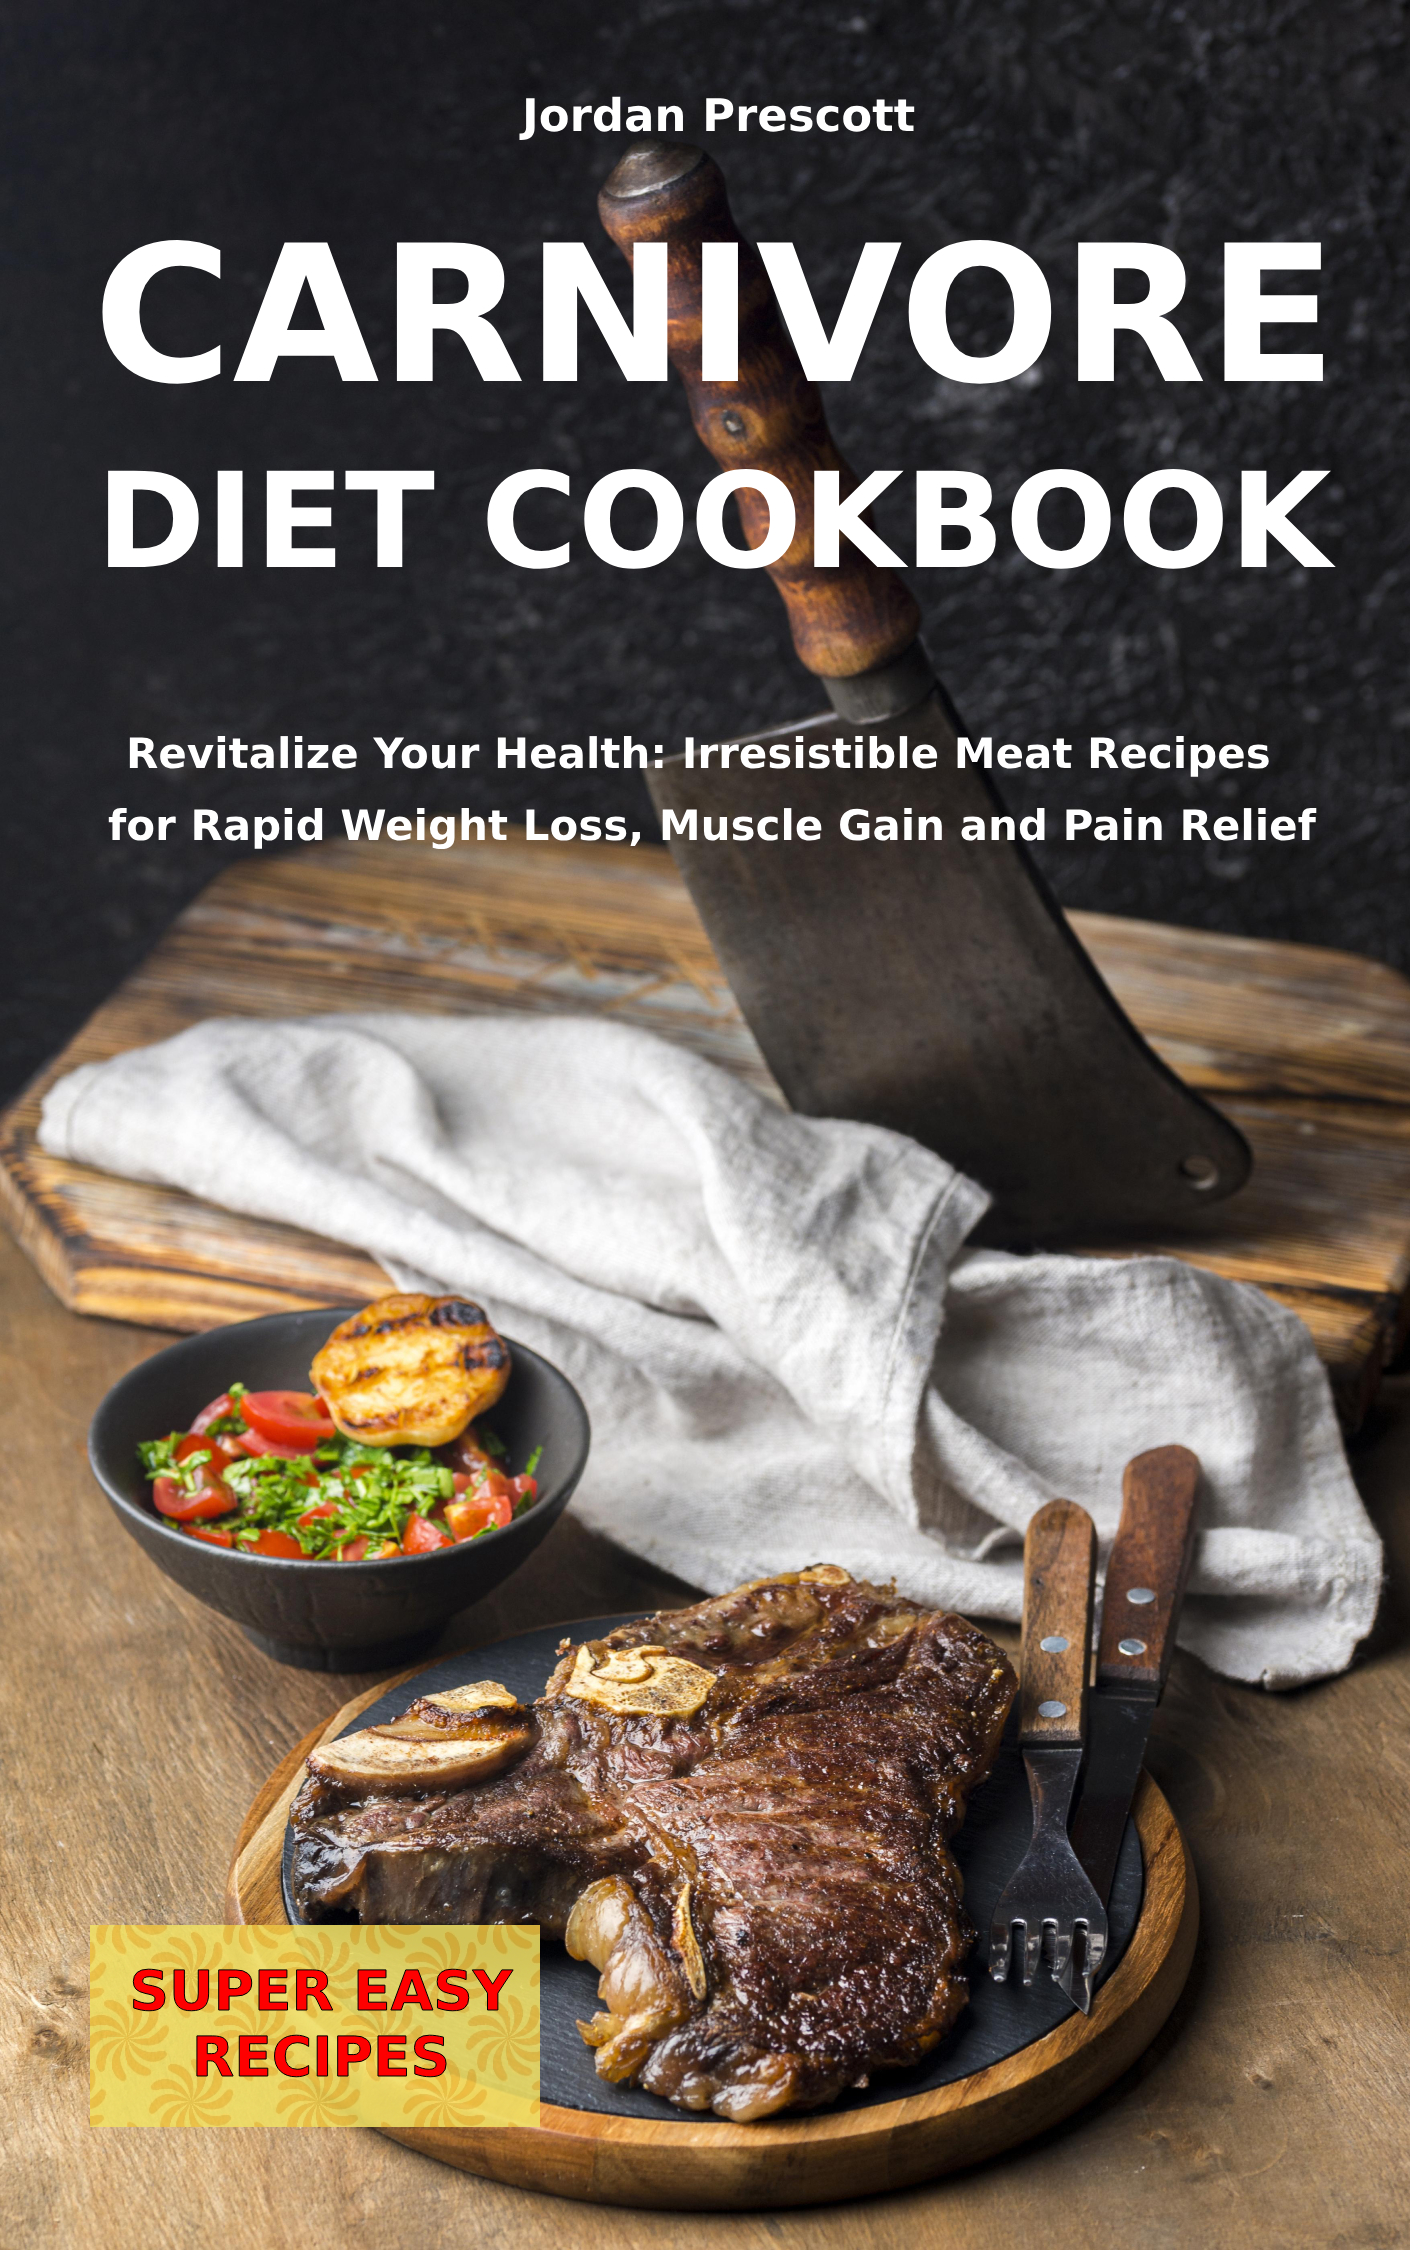 Jordan Prescott
CARNIVORE
DIET COOKBOOK
Revitalize Your Health: Irresistible Meat Recipes
for Rapid Weight Loss, Muscle Gain and Pain Relief
SUPER EASY
RECIPES